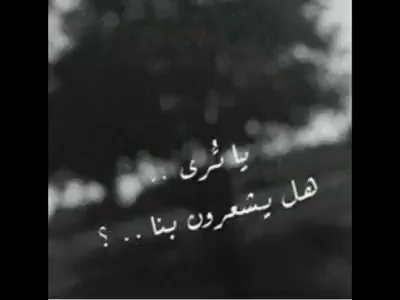 يا تُرى ..
هل يشعرون بنا .. ؟